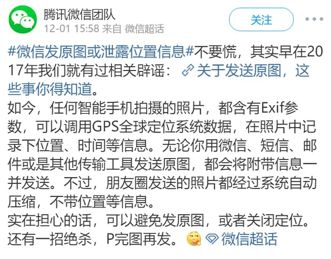 腾讯微信团队
12-01 15:58 来自 微博
关注
#微信发原图或泄露位置信息#不要慌，其实早在2
017年我们就有过相关辟谣：关于发送原图，这
些事你得知道。
如今，任何智能手机拍摄的照片，都含有Exif参
数，可以调用GPS全球定位系统数据，在照片中记
录下位置、时间等信息。无论你用微信、短信、邮
件或是其他传输工具发送原图，都会将附带信息一
并发送。不过，朋友圈发送的照片都经过系统自动
压缩，不带位置等信息。
实在担心的话，可以避免发原图，或者关闭定位。
还有一招绝杀，P完图再发。微信超话